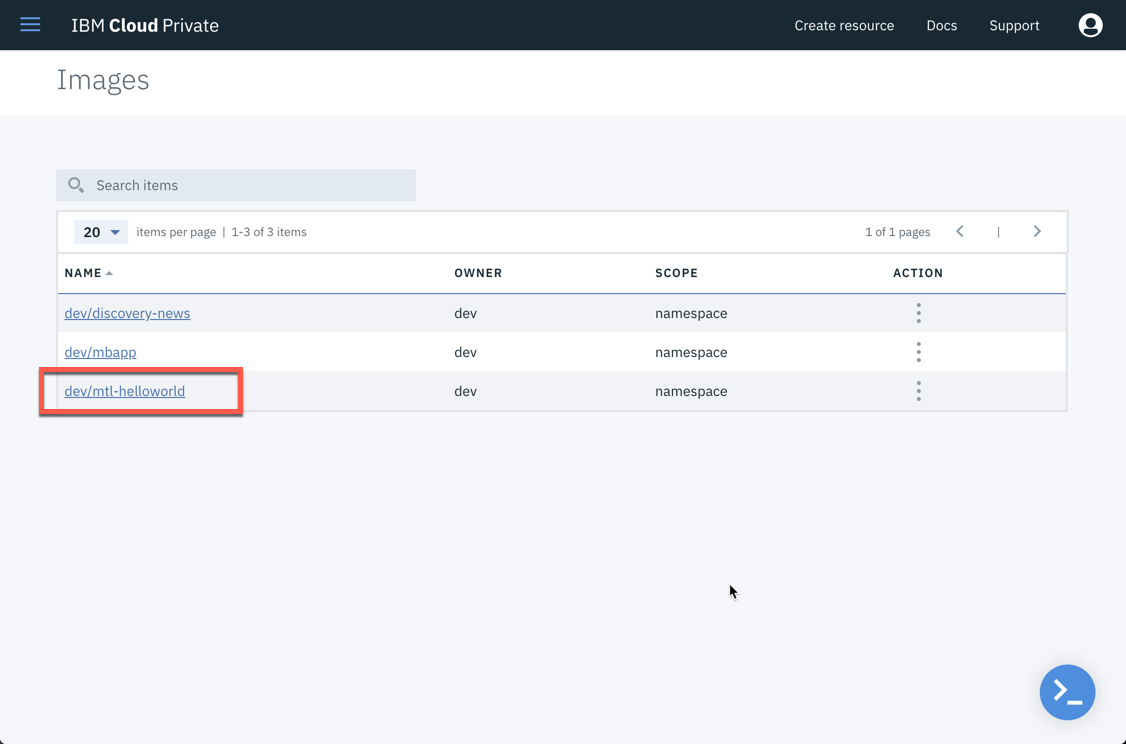 IBM Cloud Private Create resource Docs Support
Images
Search items
20 items per page | 1-3 of 3 items 1 of 1 pages |
NAME OWNER SCOPE ACTION
dev/discovery-news dev namespace
dev/mbapp dev namespace
dev/mtl-helloworld dev namespace